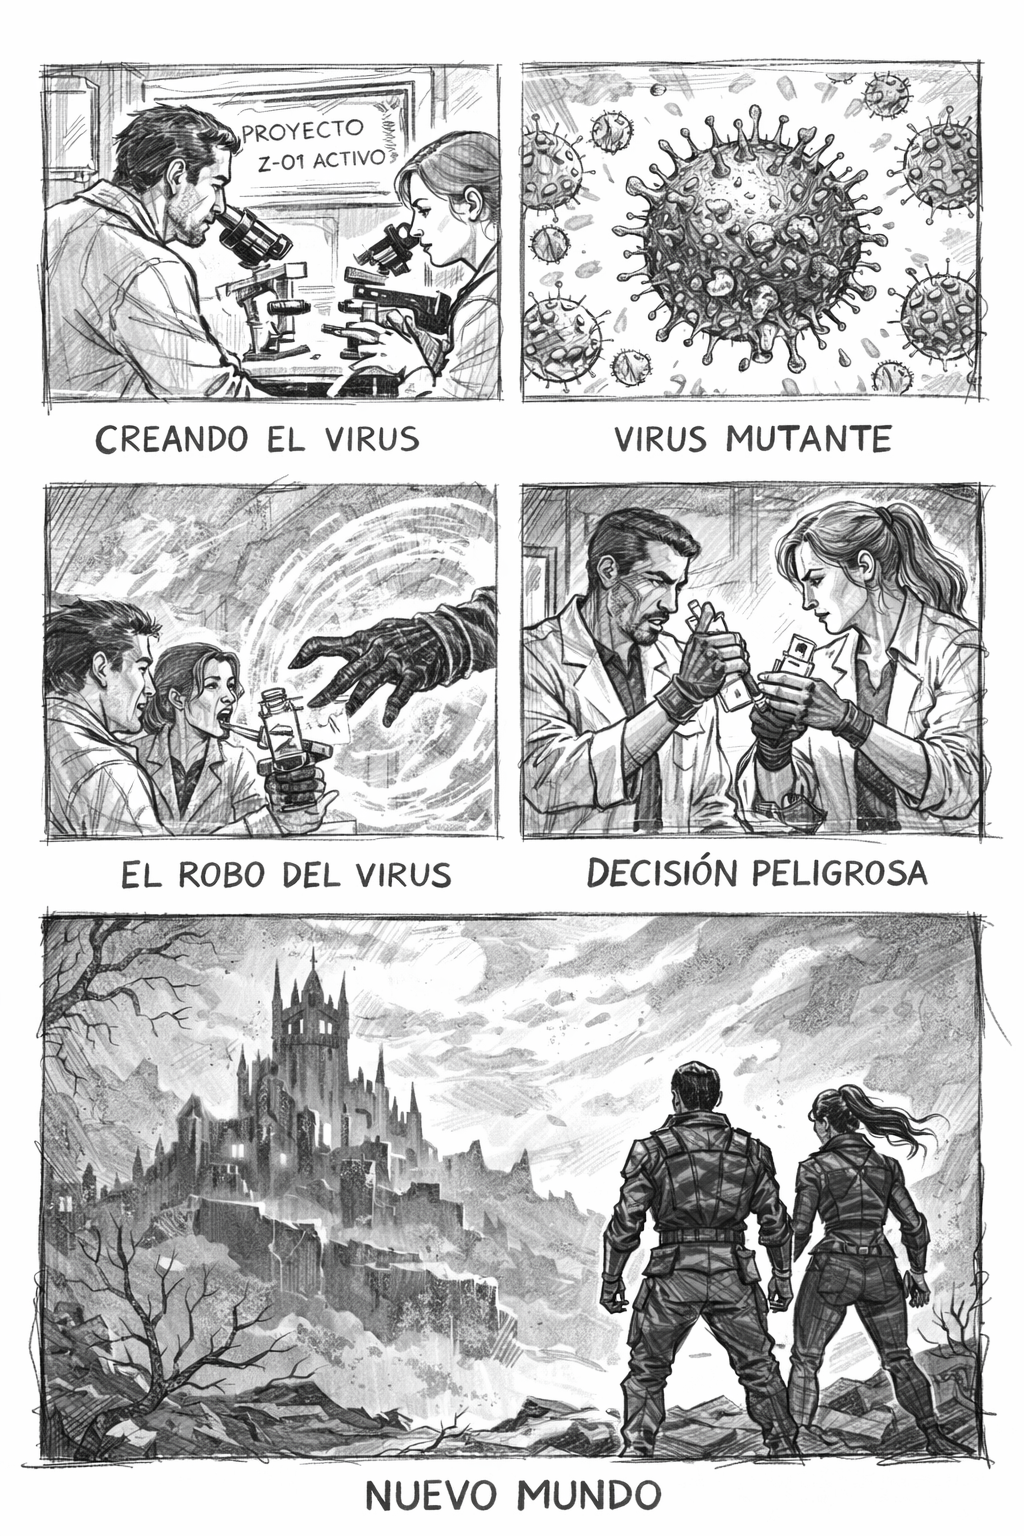 PROYECTO
Z-01 ACTIVO
CREANDO EL VIRUS
VIRUS MUTANTE
EL ROBO DEL VIRUS
DECISIÓN PELIGROSA
NUEVO MUNDO